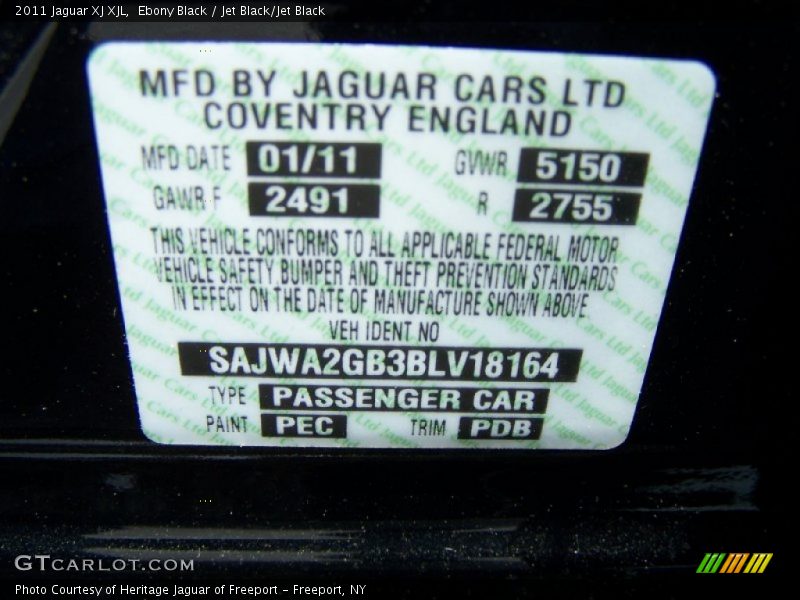 2011 Jaguar XJ XJL, Ebony Black / Jet Black/Jet Black
MFD BY JAGUAR CARS LTD
COVENTRY ENGLAND
MFD DATE 01/11 GVWR 5150
GAWR F 2491 R 2755
THIS VEHICLE CONFORMS TO ALL APPLICABLE FEDERAL MOTOR
VEHICLE SAFETY BUMPER AND THEFT PREVENTION STANDARDS
IN EFFECT ON THE DATE OF MANUFACTURE SHOWN ABOVE
VEH IDENT NO
SAJWA2GB3BLV18164
TYPE PASSENGER CAR
PAINT PEC TRIM PDB
GTCARLOT.COM
Photo Courtesy of Heritage Jaguar of Freeport - Freeport, NY